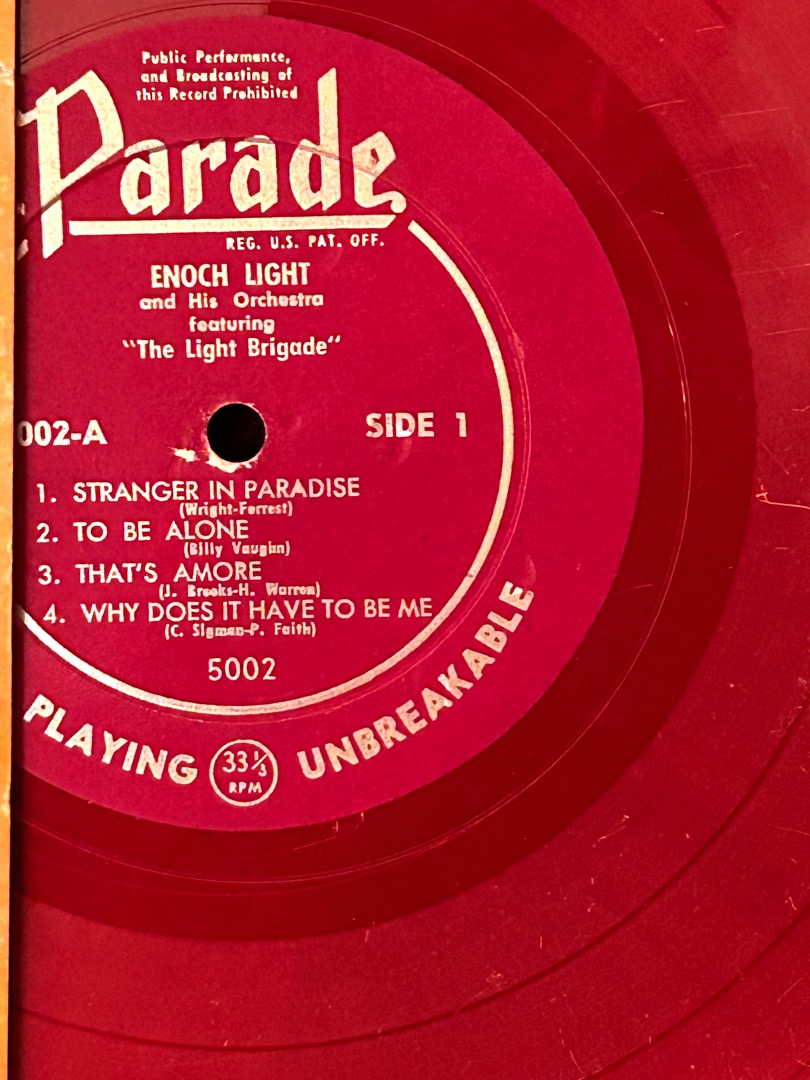 Public Performance,
and Broadcasting of
this Record Prohibited
Parade
REG. U.S. PAT. OFF.
ENOCH LIGHT
and His Orchestra
featuring
"The Light Brigade"
002-A SIDE 1
1. STRANGER IN PARADISE
(Wright-Forrest)
2. TO BE ALONE
(Billy Vaughn)
3. THAT'S AMORE
(J. Brooks-H. Warren)
4. WHY DOES IT HAVE TO BE ME
(C. Sigman-P. Faith)
5002
PLAYING 33⅓ RPM UNBREAKABLE